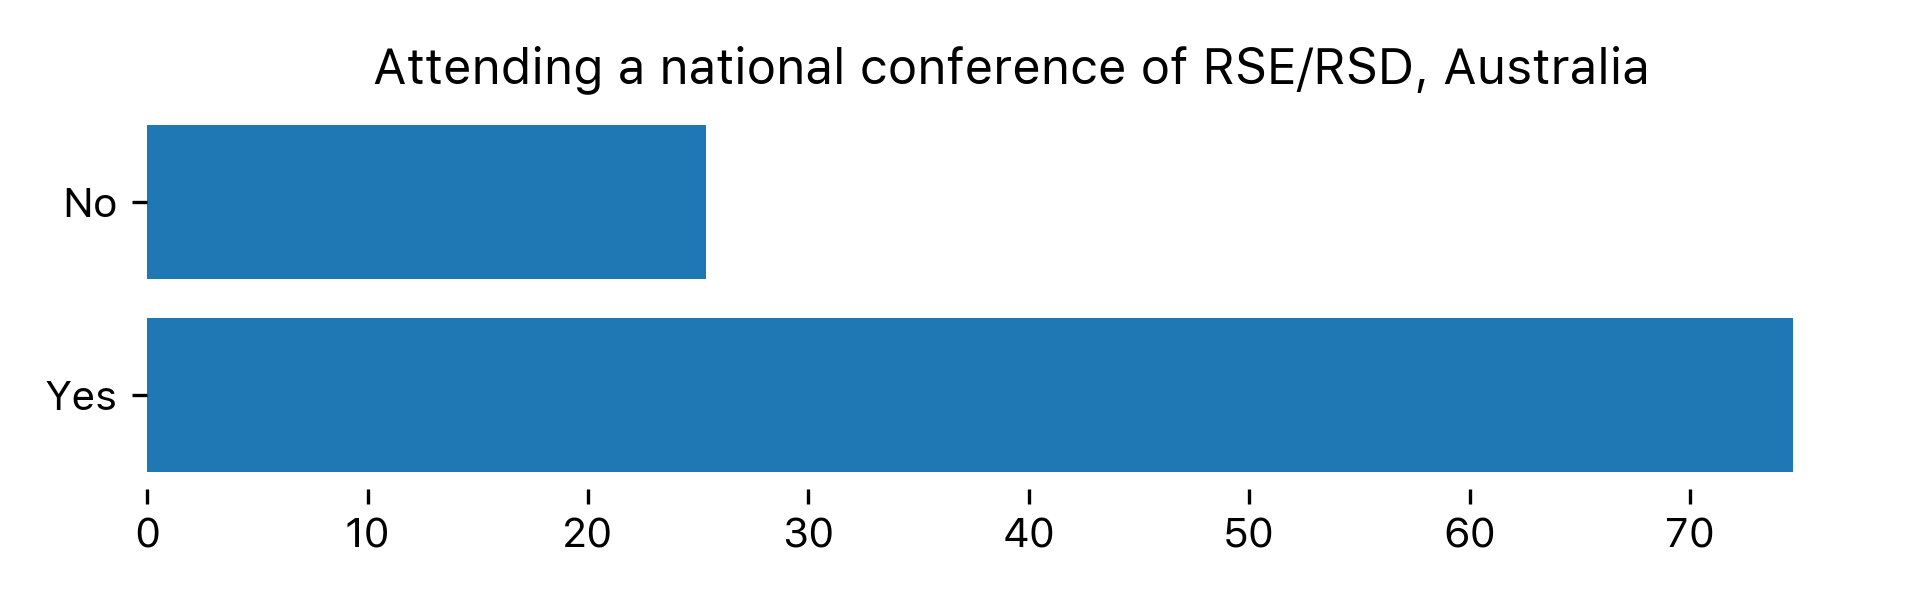 Attending a national conference of RSE/RSD, Australia
No
Yes
0 10 20 30 40 50 60 70